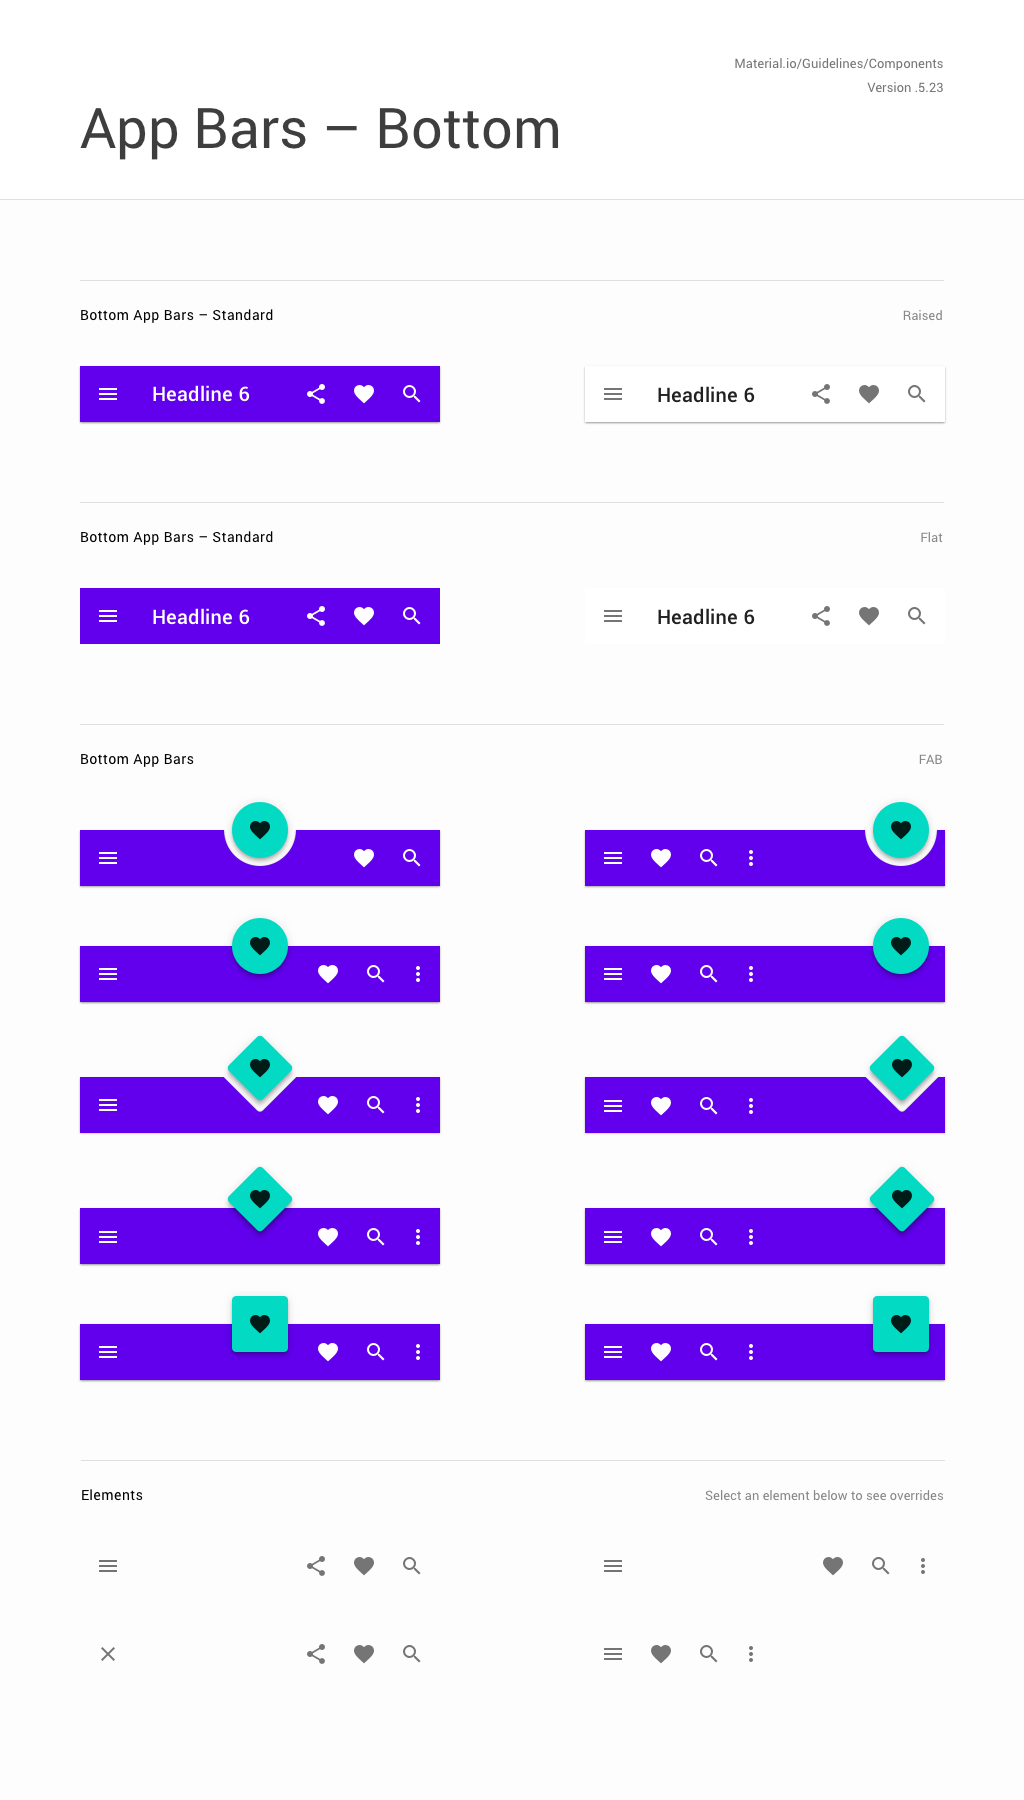 Material.io/Guidelines/Components
Version .5.23
App Bars – Bottom
Bottom App Bars – Standard
Raised
Headline 6
Headline 6
Bottom App Bars – Standard
Flat
Headline 6
Headline 6
Bottom App Bars
FAB
Elements
Select an element below to see overrides